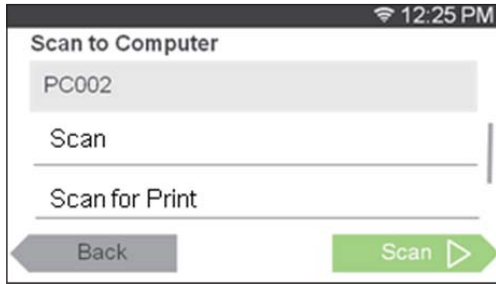 12:25 PM
Scan to Computer
PC002
Scan
Scan for Print
Back Scan